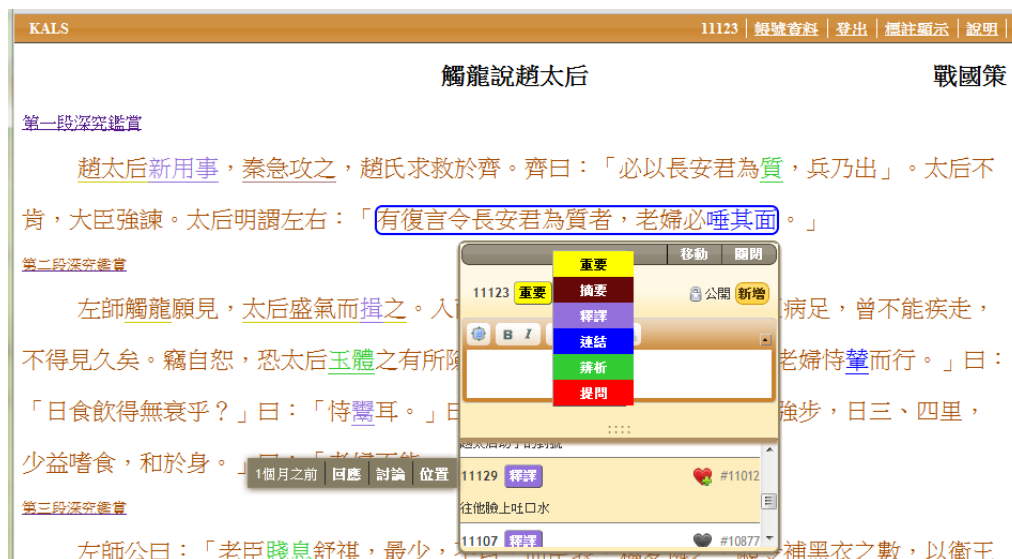 KALS 11123 | 帳號資料 | 登出 | 標註顯示 | 說明 |
觸龍說趙太后 戰國策
第一段深究鑑賞
趙太后新用事，秦急攻之，趙氏求救於齊。齊曰：「必以長安君為質，兵乃出」。太后不
肯，大臣強諫。太后明謂左右：「有復言令長安君為質者，老婦必唾其面。」
第二段深究鑑賞
移動 關閉
重要
11123 重要 摘要 公開 新增
釋譯
左師觸龍願見，太后盛氣而揖之。入 病足，曾不能疾走，
B I 連結
不得見久矣。竊自恕，恐太后玉體之有所 老婦恃輦而行。」曰：
蒜析
提問
「日食飲得無衰乎？」曰：「恃鬻耳。」 強步，日三、四里，
少益嗜食，和於身。」
1個月之前 回應 討論 位置
11129 釋譯 #11012
往他臉上吐口水
第三段深究鑑賞
11107 釋譯 #10877
左師公曰：「老臣賤息舒祺，最少，不 補黑衣之數，以衛王